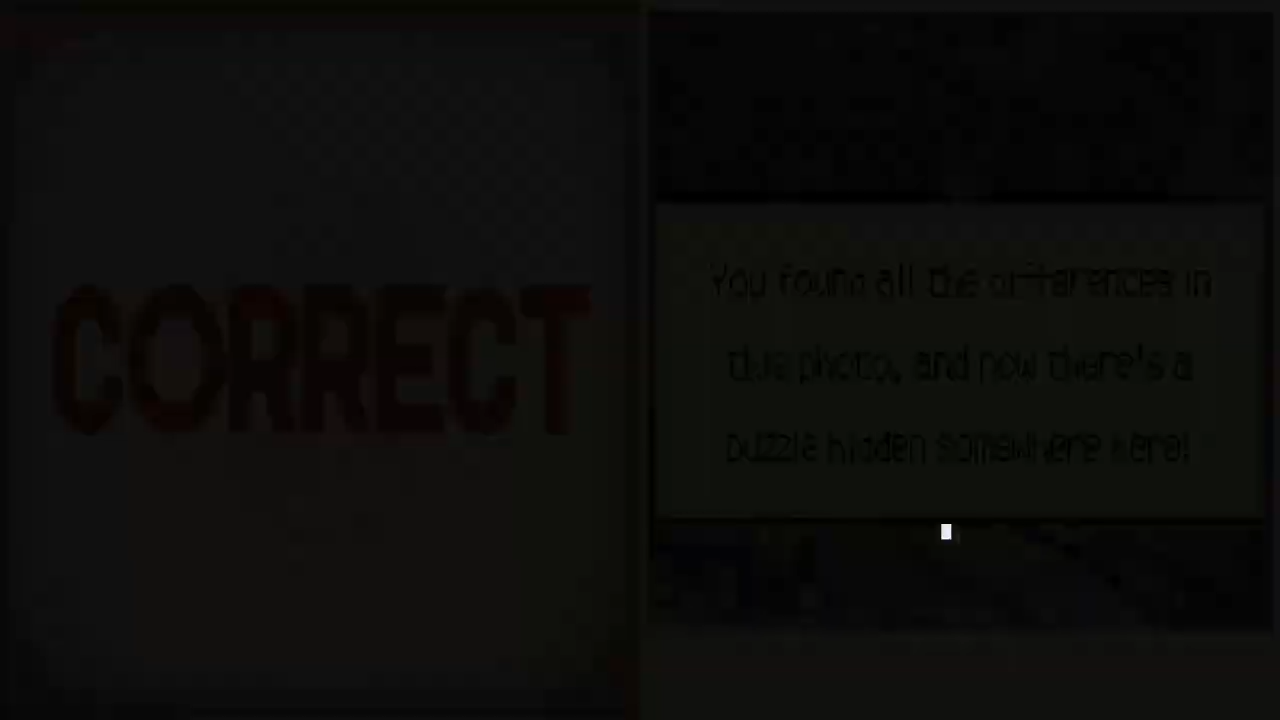 CORRECT
You found all the differences in
this photo, and now there's a
puzzle hidden somewhere here!